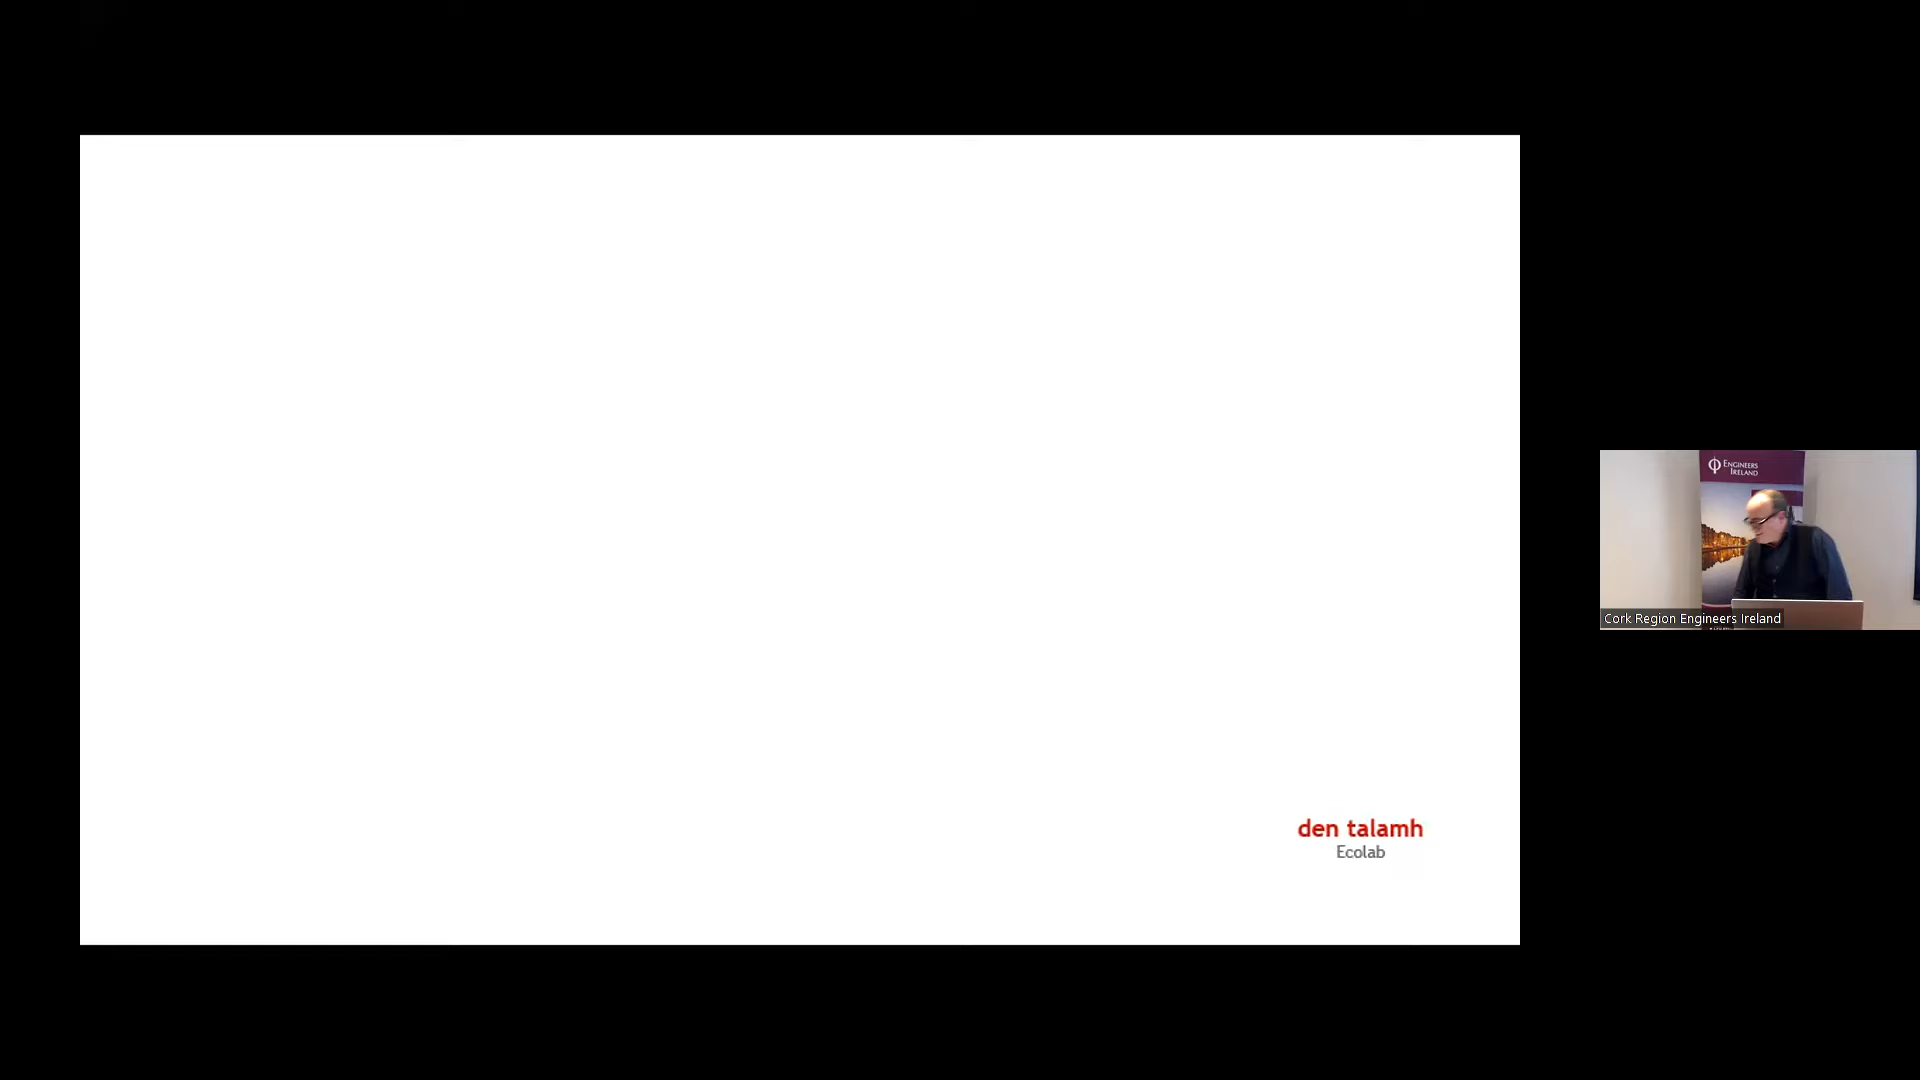 den talamh
Ecolab
ENGINEERS
IRELAND
Cork Region Engineers Ireland